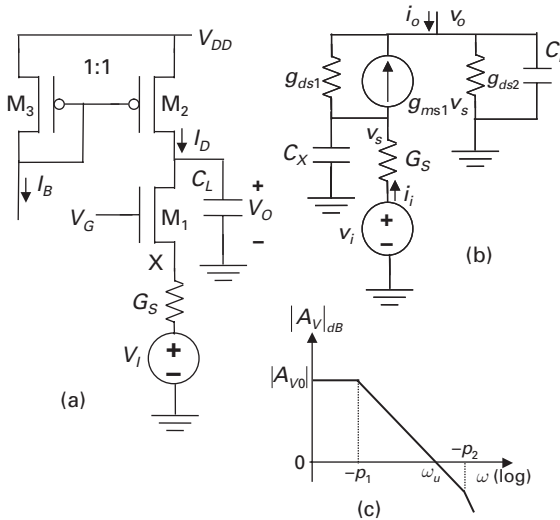 V_DD
1:1
M_3
M_2
I_D
I_B
C_L
+
V_O
–
V_G
M_1
X
G_S
V_I
+
–
(a)
i_o
v_o
g_ds1
g_ms1
g_ds2
v_s
C_X
v_s
G_S
i_i
v_i
+
–
(b)
|A_V|_dB
|A_V0|
0
–p_1
ω_u
–p_2
ω (log)
(c)